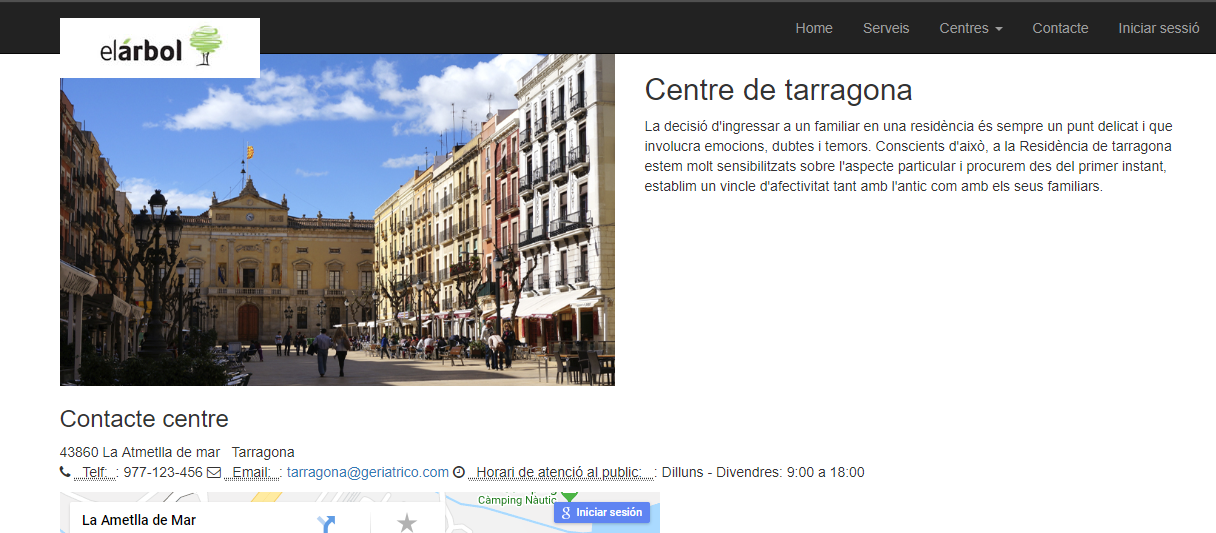 elárbol
Home Serveis Centres Contacte Iniciar sessió
Centre de tarragona
La decisió d'ingressar a un familiar en una residència és sempre un punt delicat i que
involucra emocions, dubtes i temors. Conscients d'això, a la Residència de tarragona
estem molt sensibilitzats sobre l'aspecte particular i procurem des del primer instant,
establim un vincle d'afectivitat tant amb l'antic com amb els seus familiars.
Contacte centre
43860 La Atmetlla de mar Tarragona
Telf: : 977-123-456 Email: : tarragona@geriatrico.com Horari de atenció al public: : Dilluns - Divendres: 9:00 a 18:00
Càmping Nàutic
La Ametlla de Mar
Iniciar sesión